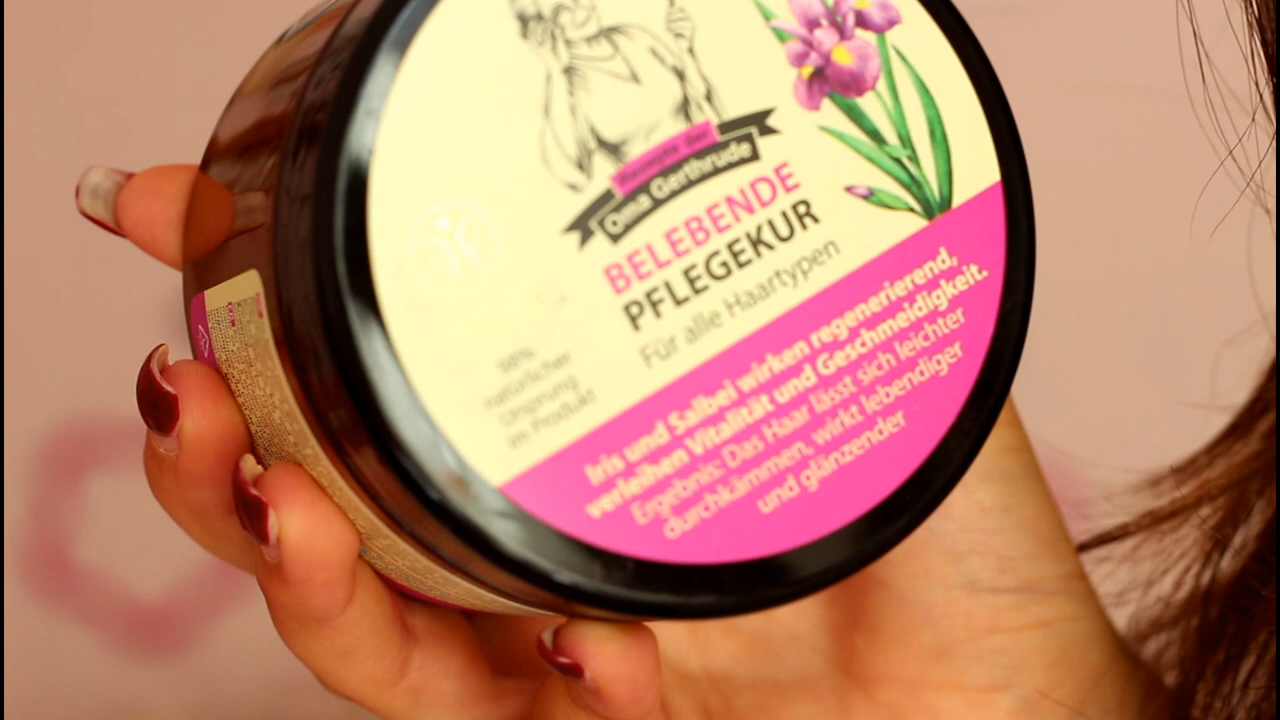 Rezepte der
Oma Gerthrude
BELEBENDE
PFLEGEKUR
Für alle Haartypen
98%
natürlicher
Ursprung
im Produkt
Iris und Salbei wirken regenerierend,
verleihen Vitalität und Geschmeidigkeit.
Ergebnis: Das Haar lässt sich leichter
durchkämmen, wirkt lebendiger
und glänzender